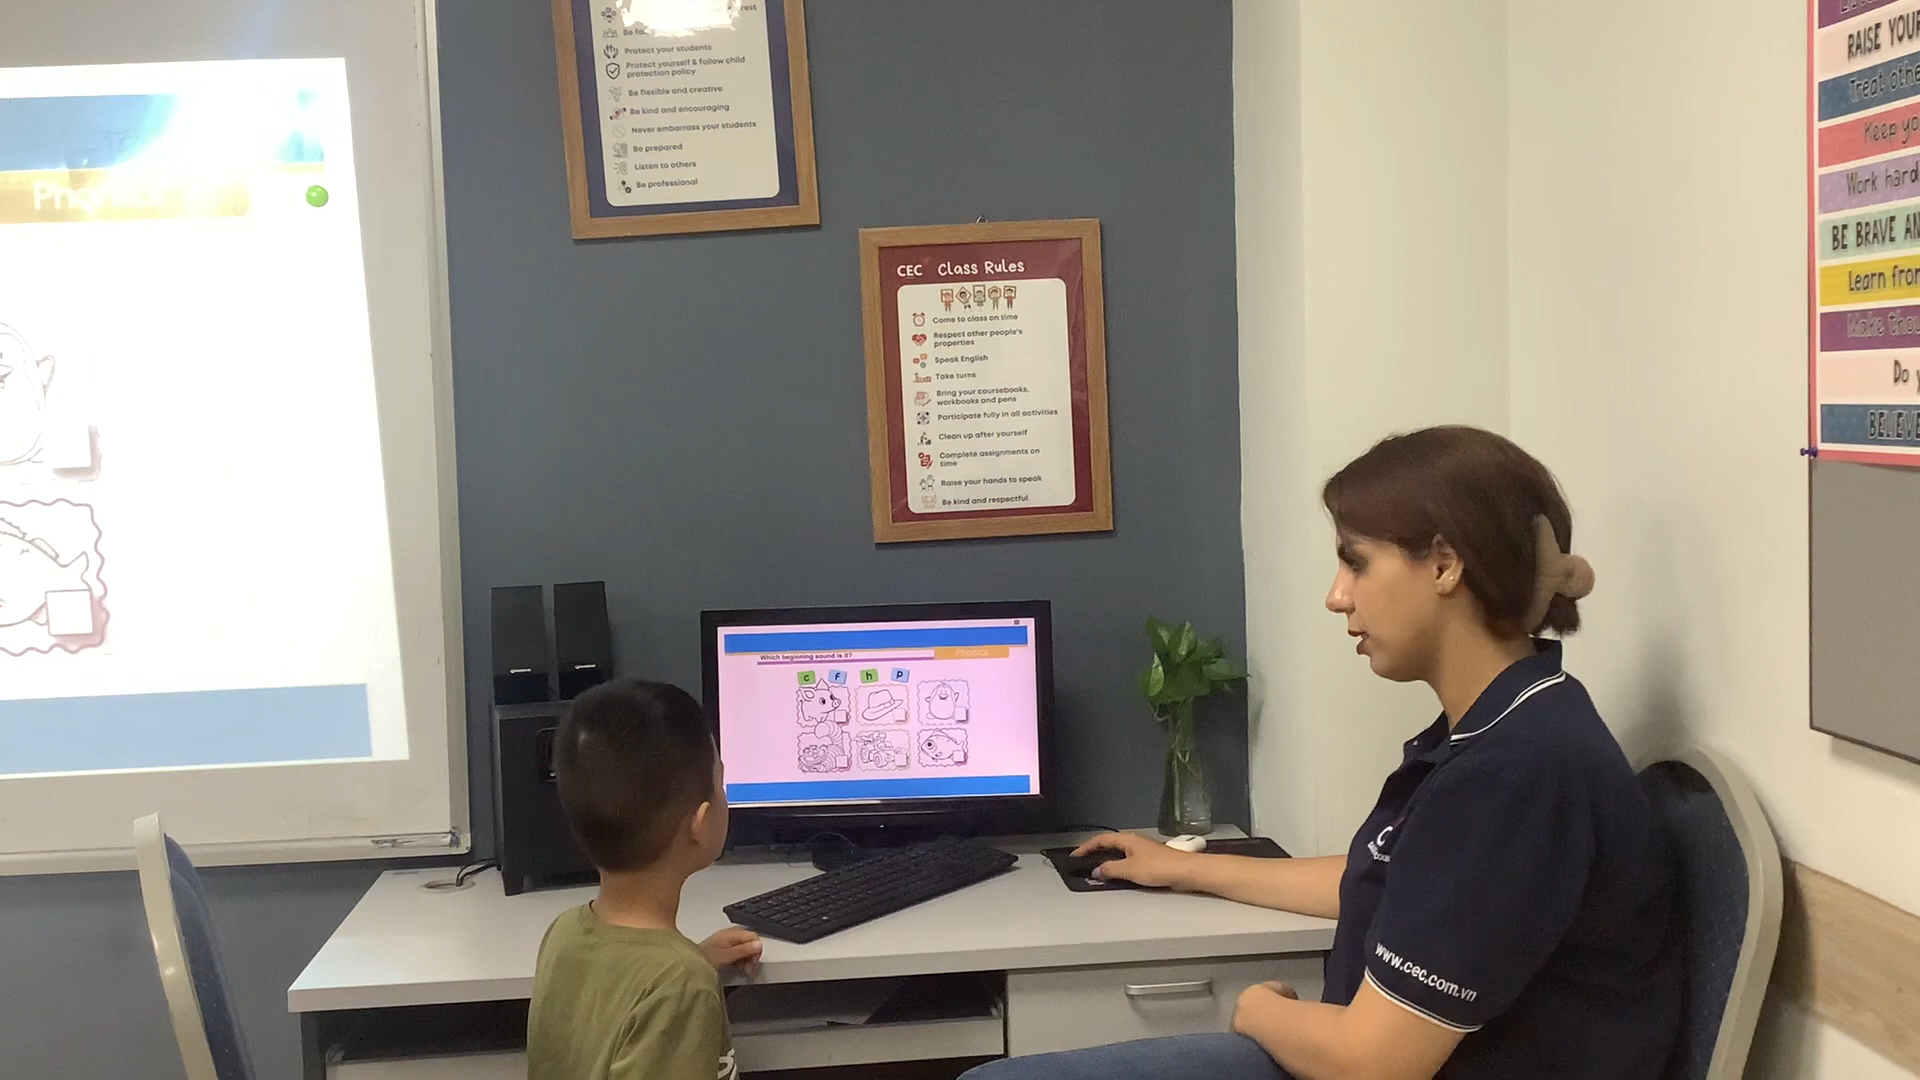 rest
Be
Protect your students
Protect yourself & follow child
protection policy
Be flexible and creative
Be kind and encouraging
Never embarrass your students
Be prepared
Listen to others
Be professional
CEC Class Rules
Come to class on time
Respect other people's
properties
Speak English
Take turns
Bring your coursebooks,
workbooks and pens
Participate fully in all activities
Clean up after yourself
Complete assignments on
time
Raise your hands to speak
Be kind and respectful
RAISE YOUR
Treat othe
Keep yo
Work hard
BE BRAVE AN
Learn from
Make thou
Do y
BELIEVE
Phonics
Which beginning sound is it?
Phonics
c f h p
www.cec.com.vn